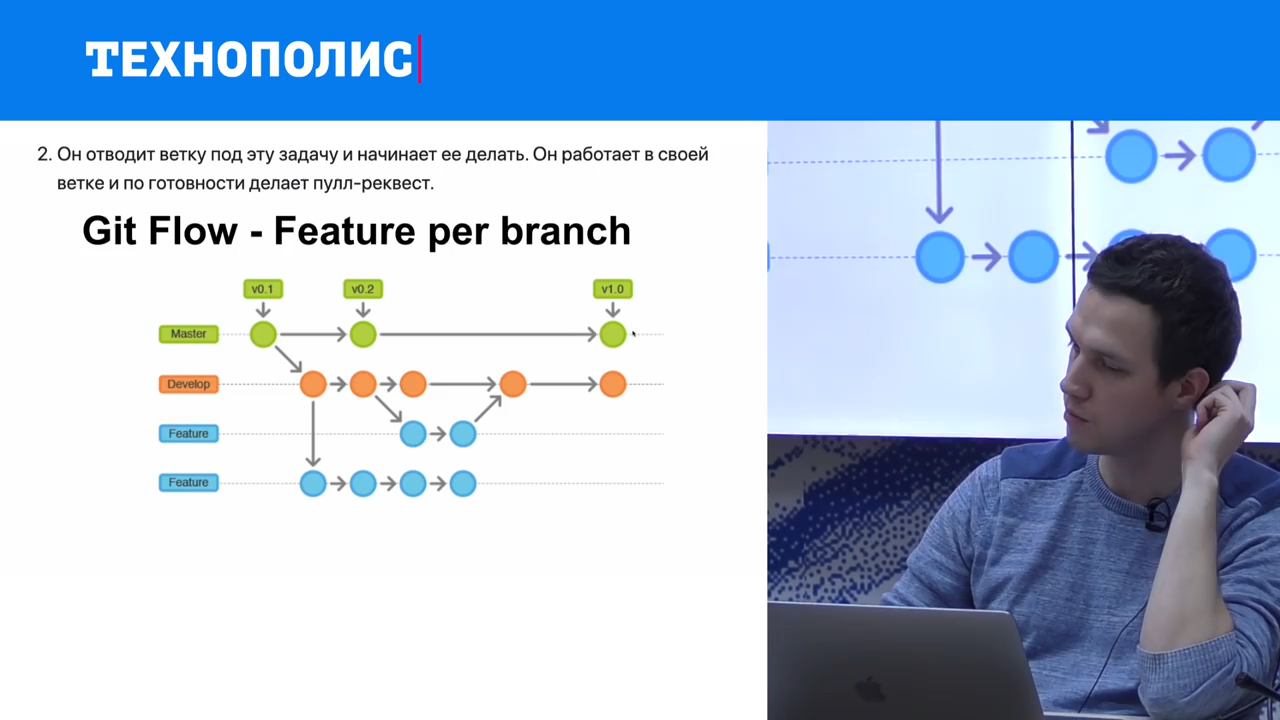 ТЕХНОПОЛИС
2. Он отводит ветку под эту задачу и начинает ее делать. Он работает в своей
ветке и по готовности делает пулл-реквест.
Git Flow - Feature per branch
v0.1 v0.2 v1.0
Master
Develop
Feature
Feature